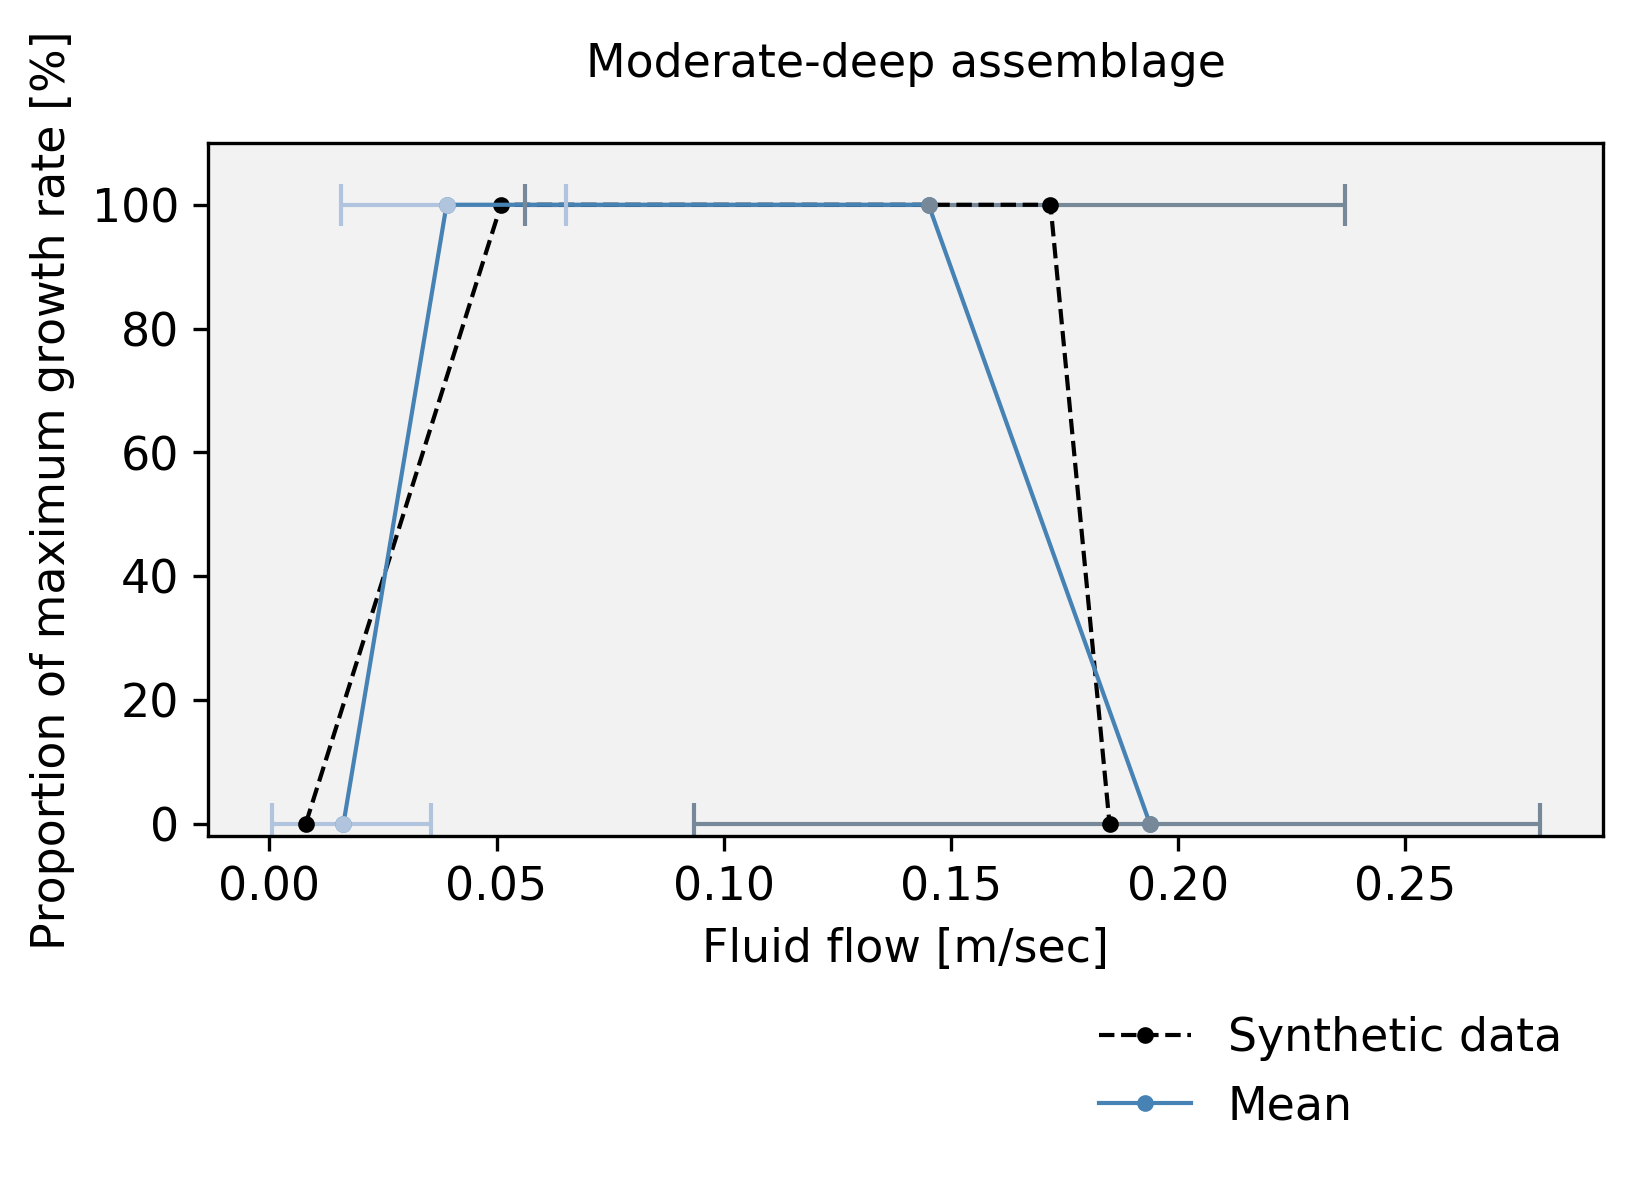 Moderate-deep assemblage
Proportion of maximum growth rate [%]
100
80
60
40
20
0
0.00 0.05 0.10 0.15 0.20 0.25
Fluid flow [m/sec]
Synthetic data
Mean